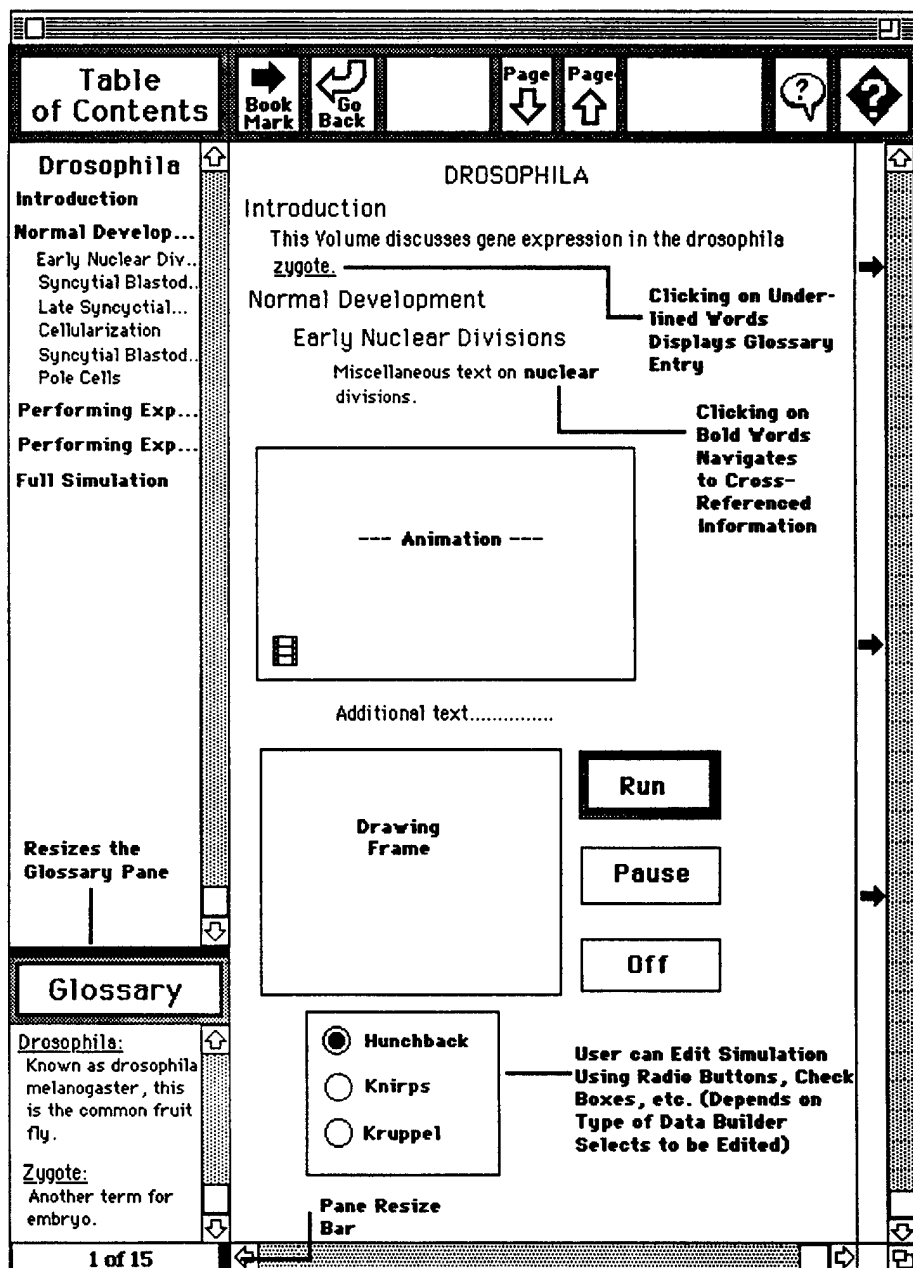 Table
of Contents
Book
Mark
Go
Back
Page
Page
?
?
Drosophila
Introduction
Normal Develop...
Early Nuclear Div..
Syncytial Blastod..
Late Syncyctial...
Cellularization
Syncytial Blastod..
Pole Cells
Performing Exp...
Performing Exp...
Full Simulation
Resizes the
Glossary Pane
Glossary
Drosophila:
Known as drosophila
melanogaster, this
is the common fruit
fly.
Zygote:
Another term for
embryo.
1 of 15
DROSOPHILA
Introduction
This Volume discusses gene expression in the drosophila
zygote.
Clicking on Under-
lined Words
Displays Glossary
Entry
Normal Development
Early Nuclear Divisions
Miscellaneous text on nuclear
divisions.
Clicking on
Bold Words
Navigates
to Cross-
Referenced
Information
--- Animation ---
Additional text...............
Drawing
Frame
Run
Pause
Off
Hunchback
Knirps
Kruppel
User can Edit Simulation
Using Radio Buttons, Check
Boxes, etc. (Depends on
Type of Data Builder
Selects to be Edited)
Pane Resize
Bar